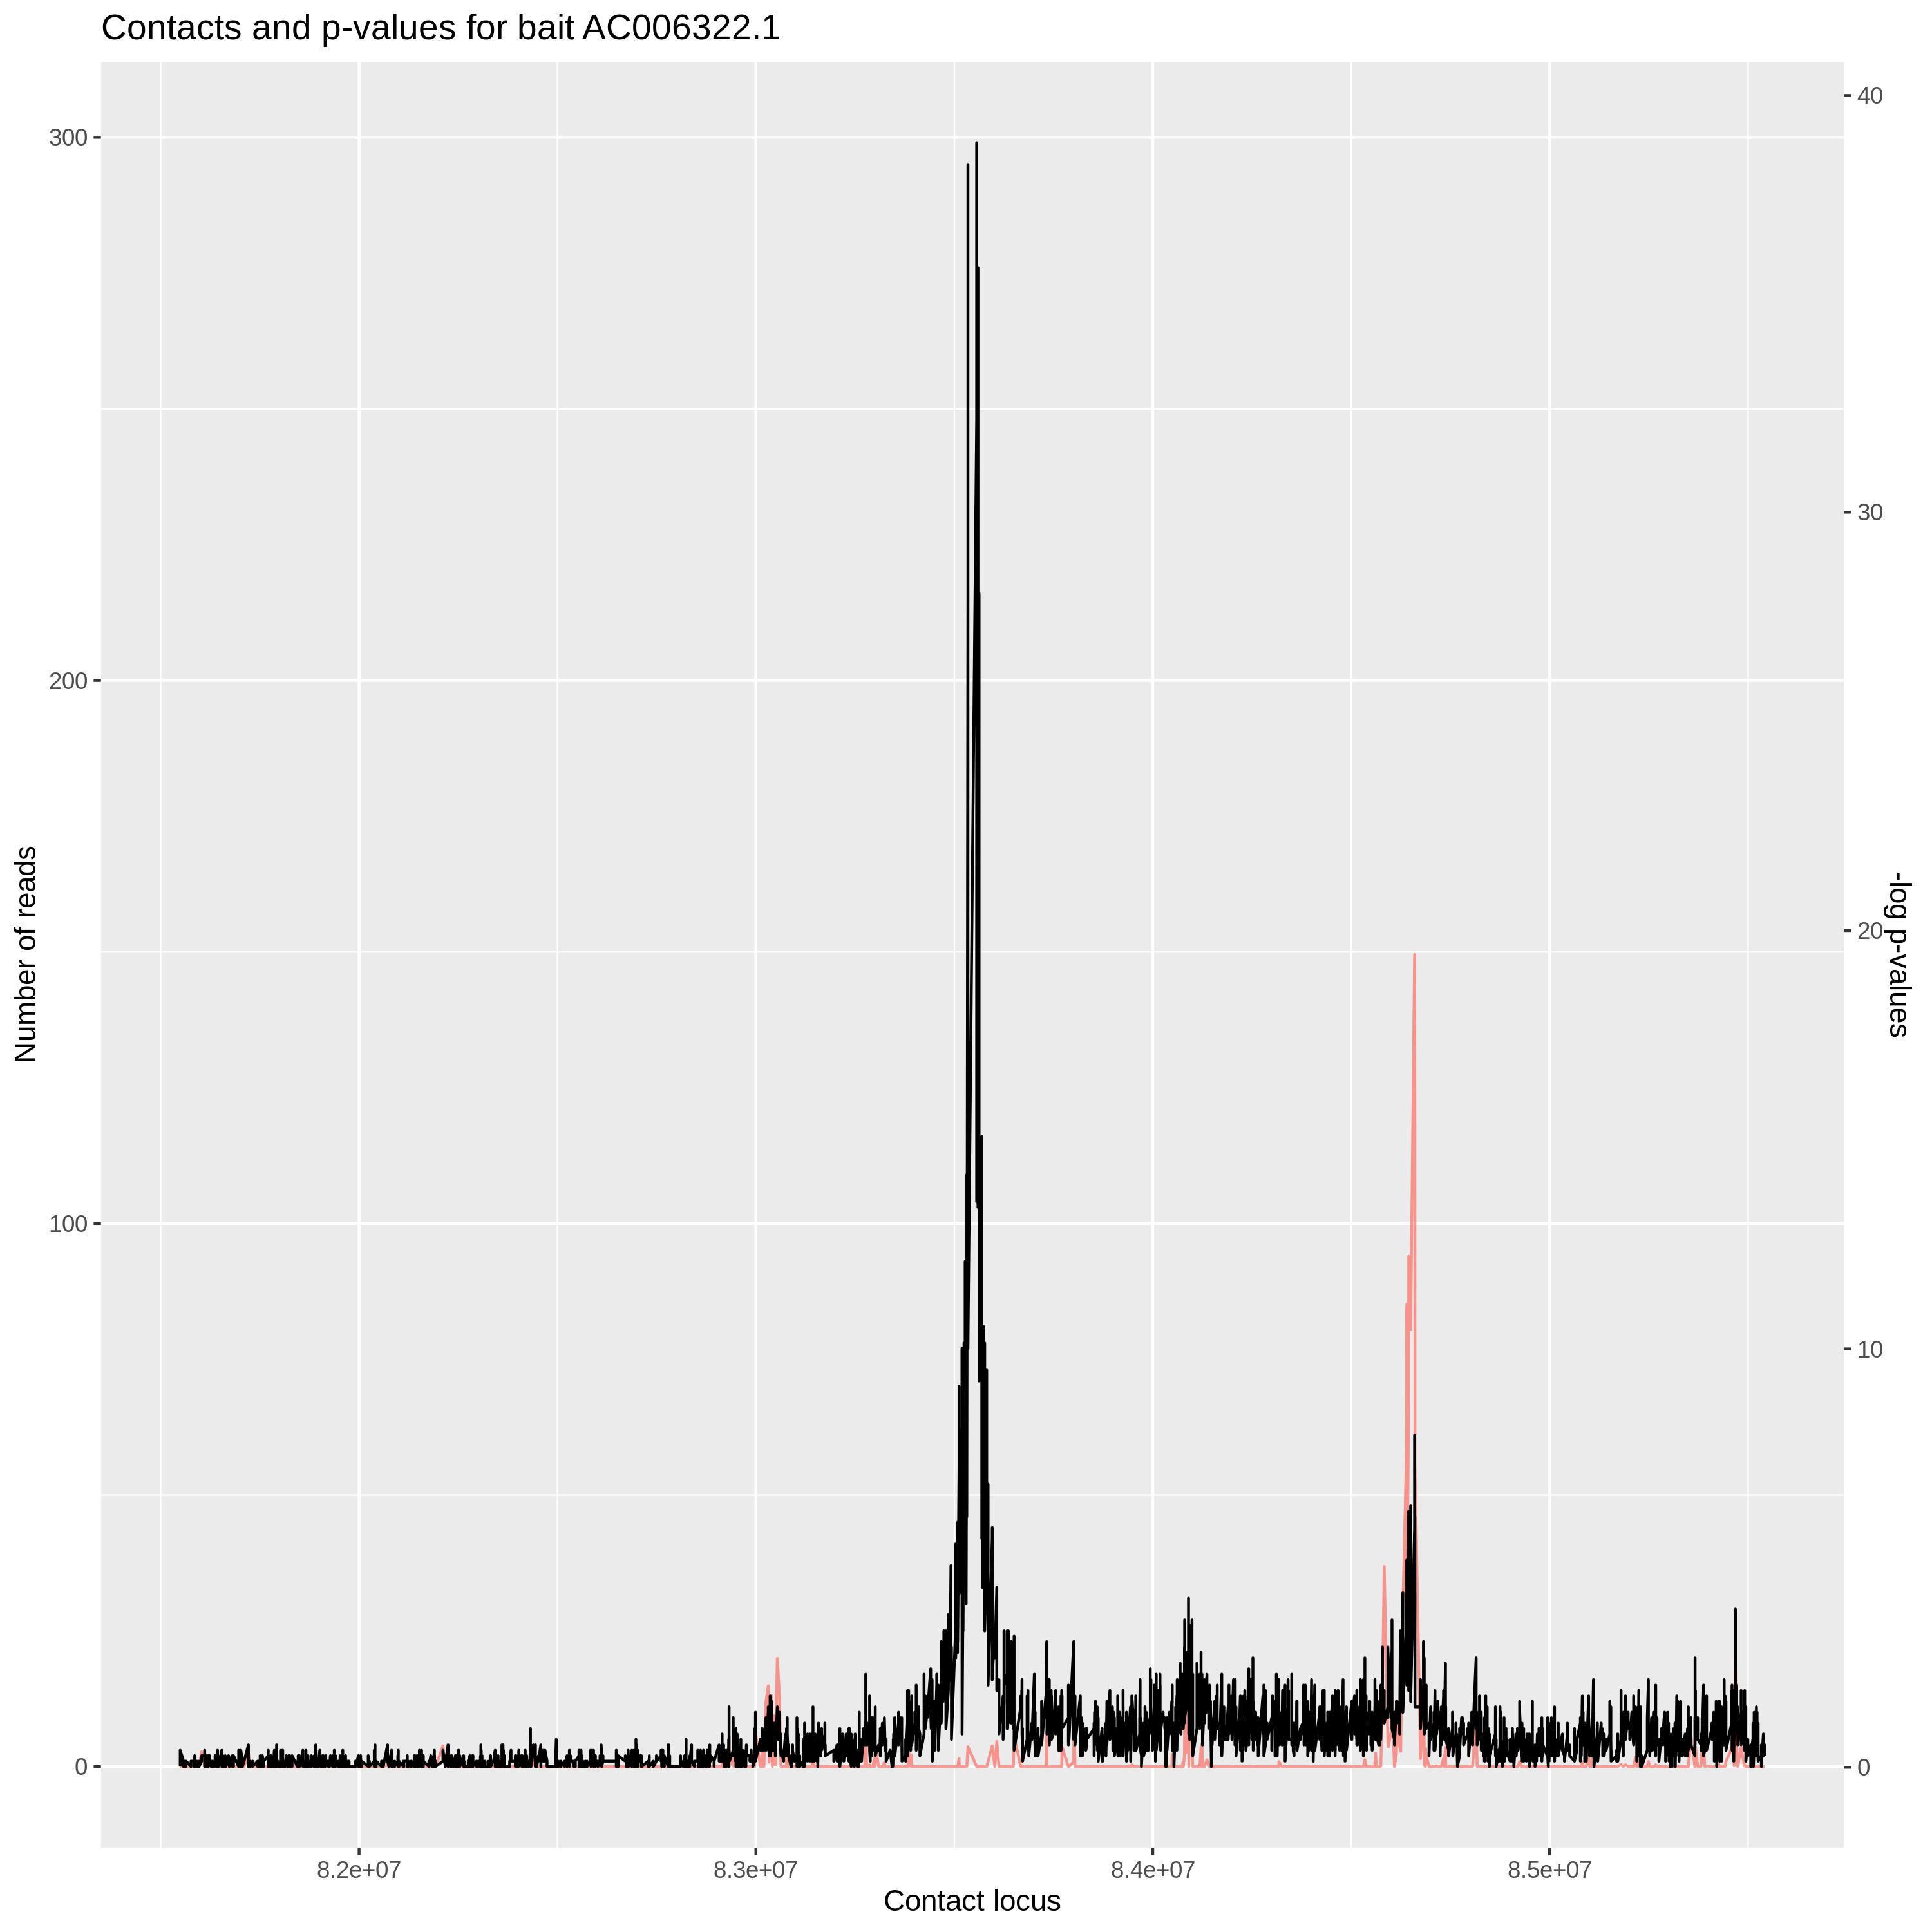 Contacts and p-values for bait AC006322.1
300
200
100
0
Number of reads
40
30
20
10
0
-log p-values
8.2e+07
8.3e+07
8.4e+07
8.5e+07
Contact locus